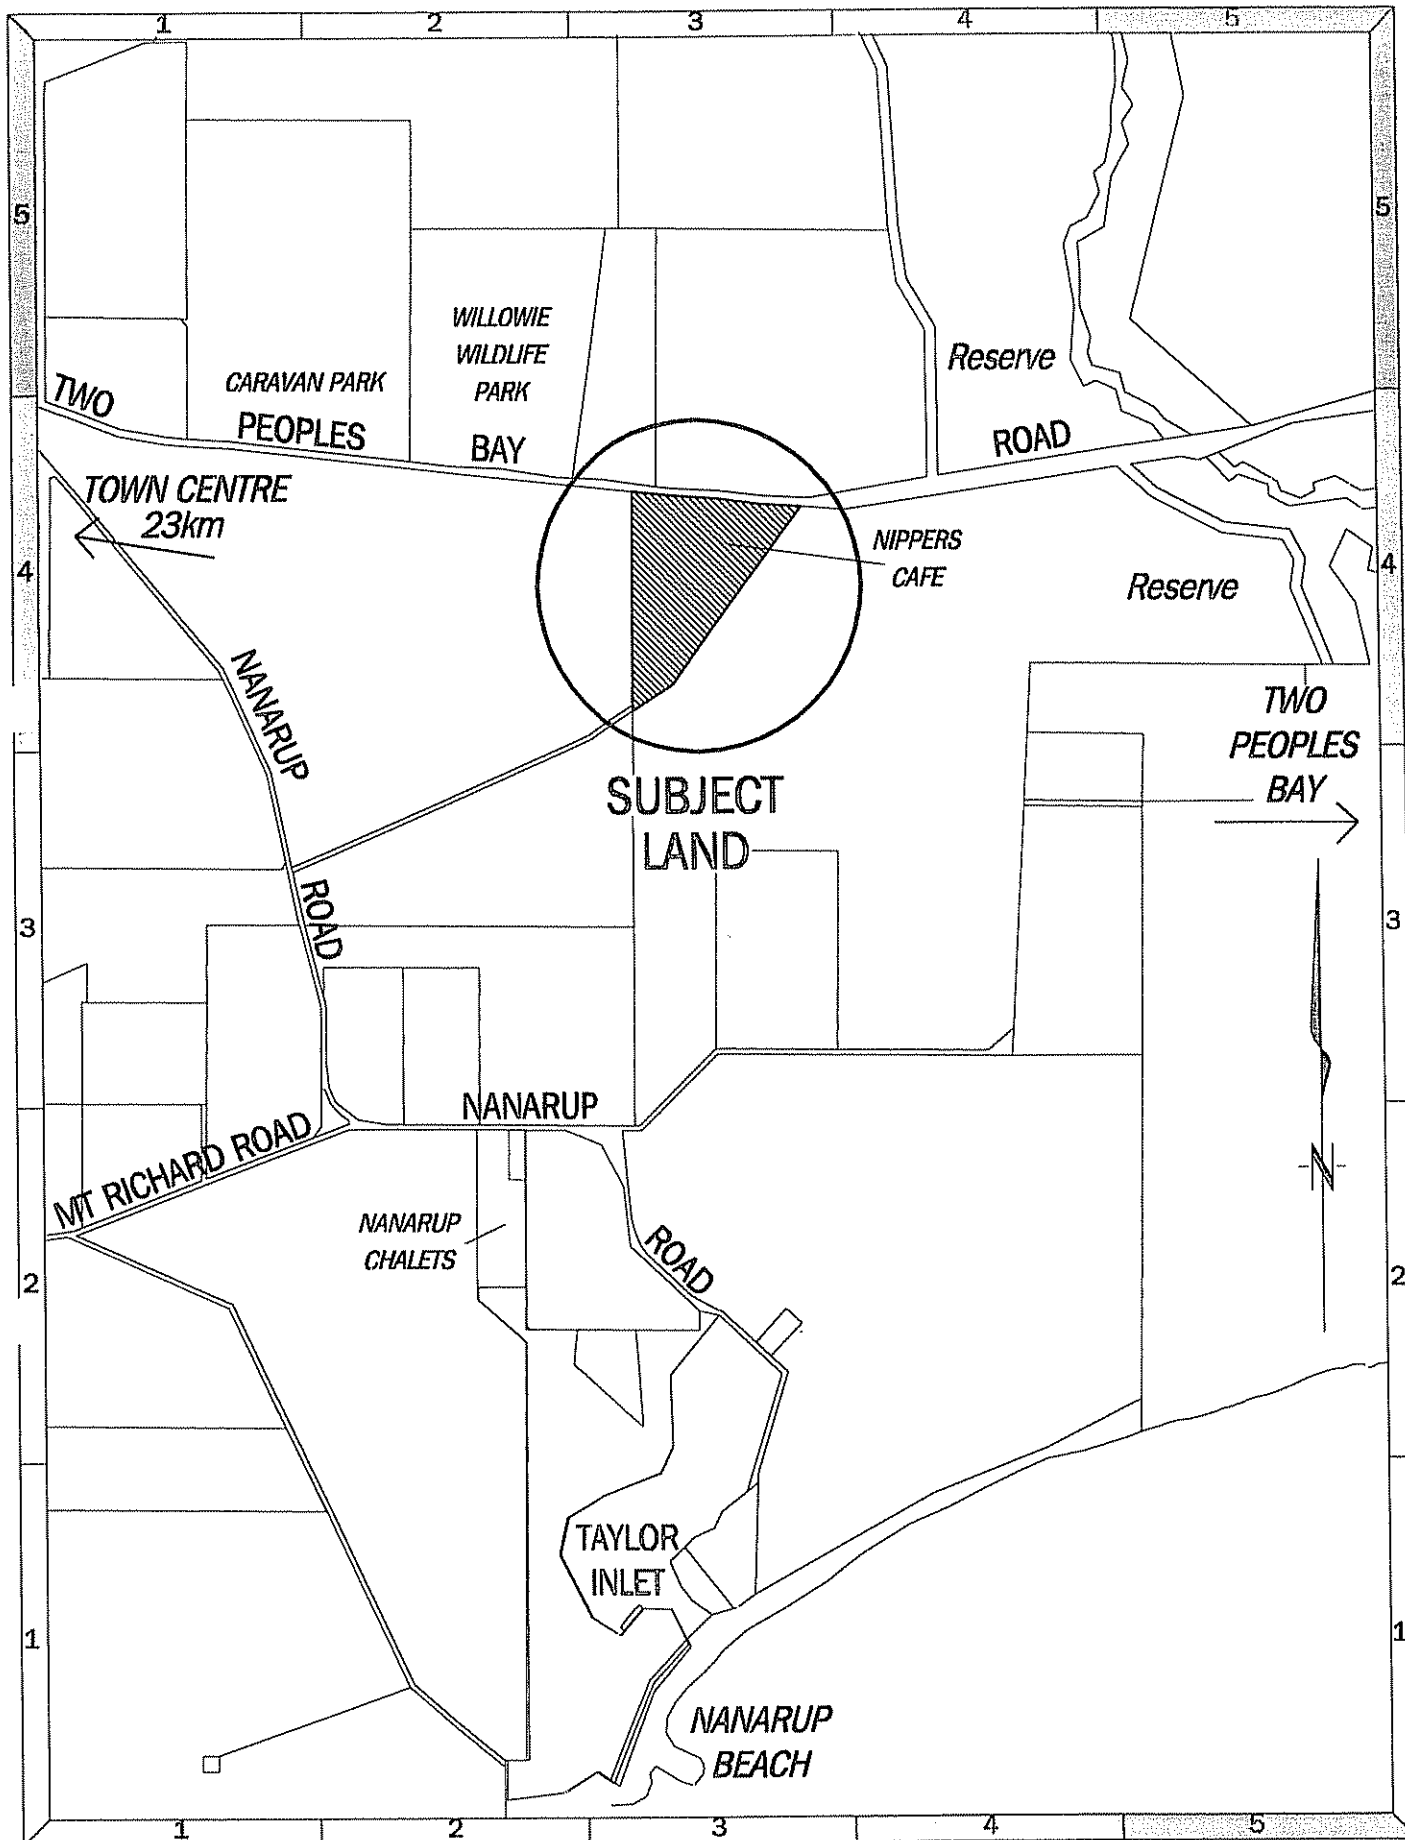 1 2 3 4 5
5 5
WILLOWIE
WILDLIFE
PARK
Reserve
CARAVAN PARK
TWO PEOPLES BAY ROAD
TOWN CENTRE
23km
NIPPERS
CAFE
4 4
Reserve
NANARUP
TWO
PEOPLES
BAY
SUBJECT
LAND
ROAD
3 3
NANARUP
MT RICHARD ROAD
N
NANARUP
CHALETS
ROAD
2 2
TAYLOR
INLET
1 1
NANARUP
BEACH
1 2 3 4 5